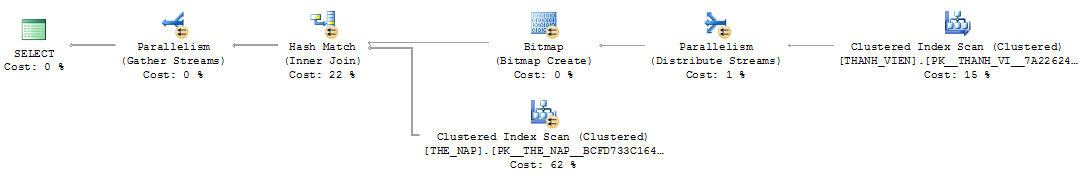 SELECT
Cost: 0 %
Parallelism
(Gather Streams)
Cost: 0 %
Hash Match
(Inner Join)
Cost: 22 %
Bitmap
(Bitmap Create)
Cost: 0 %
Parallelism
(Distribute Streams)
Cost: 1 %
Clustered Index Scan (Clustered)
[THANH_VIEN].[PK__THANH_VI__7A22624…
Cost: 15 %
Clustered Index Scan (Clustered)
[THE_NAP].[PK__THE_NAP__BCFD733C164…
Cost: 62 %